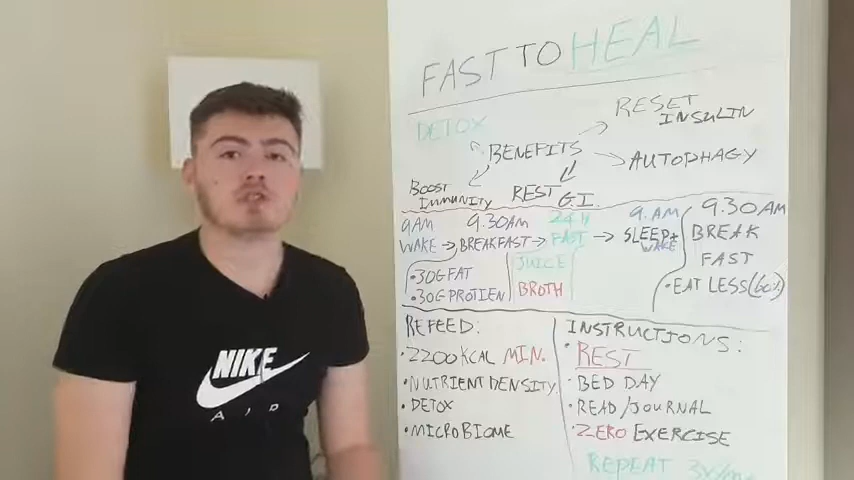 FAST TO HEAL
DETOX
BENEFITS
RESET
INSULIN
AUTOPHAGY
BOOST
IMMUNITY
REST
G.I.
9AM
WAKE
9.30AM
BREAKFAST
• 30G FAT
• 30G PROTIEN
24H
FAST
JUICE
BROTH
9.AM
SLEEP+
WAKE
9.30AM
BREAK
FAST
• EAT LESS (60%)
REFEED:
• 2200 KCAL MIN.
• NUTRIENT DENSITY
• DETOX
• MICROBIOME
INSTRUCTIONS:
• REST
• BED DAY
• READ/JOURNAL
• ZERO EXERCISE
REPEAT
NIKE
AIR